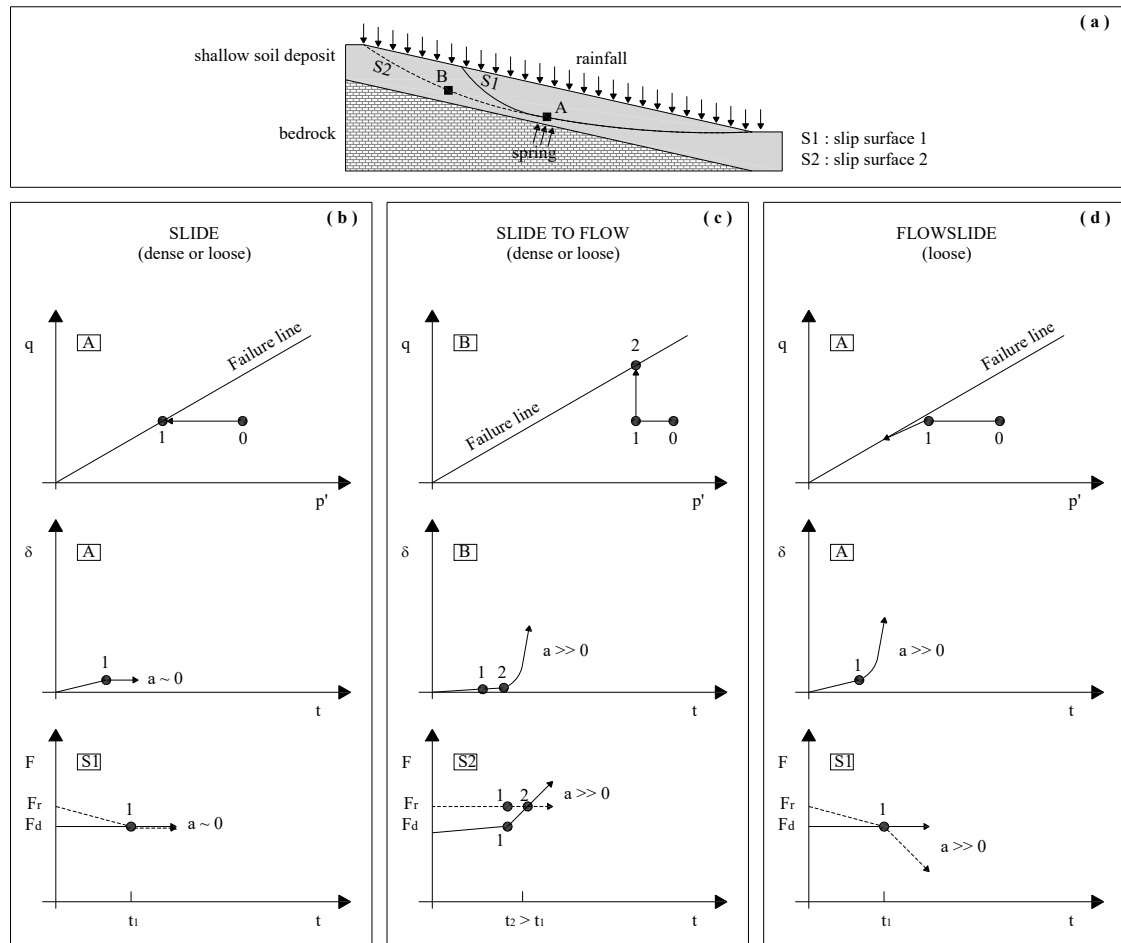 ( a )
shallow soil deposit
rainfall
S2
B
S1
A
bedrock
spring
S1 : slip surface 1
S2 : slip surface 2
( b )
SLIDE
(dense or loose)
q
A
Failure line
1
0
p'
δ
A
1
a ~ 0
t
F
S1
Fr
Fd
1
a ~ 0
t1
t
( c )
SLIDE TO FLOW
(dense or loose)
q
B
2
Failure line
1
0
p'
δ
B
1
2
a >> 0
t
F
S2
Fr
Fd
1
2
a >> 0
1
t2 > t1
t
( d )
FLOWSLIDE
(loose)
q
A
Failure line
1
0
p'
δ
A
1
a >> 0
t
F
S1
Fr
Fd
1
a >> 0
t1
t